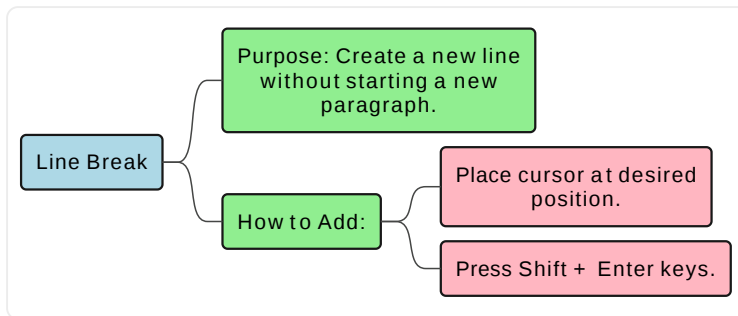 Purpose: Create a new line
without starting a new
paragraph.
Line Break
Place cursor at desired
position.
How to Add:
Press Shift + Enter keys.